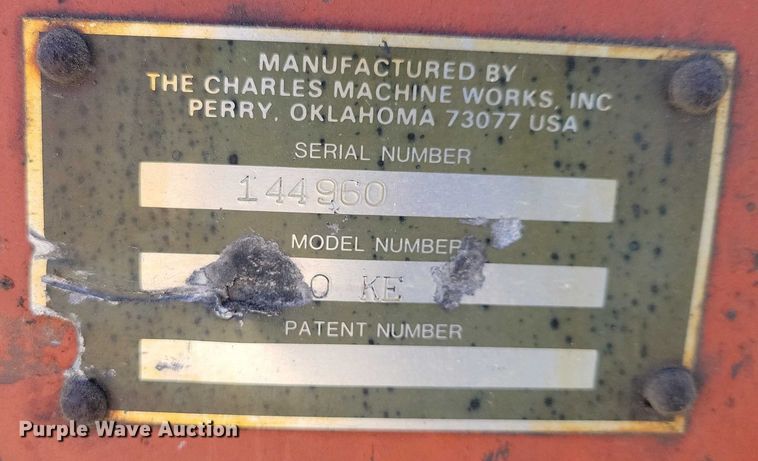 MANUFACTURED BY
THE CHARLES MACHINE WORKS, INC
PERRY, OKLAHOMA 73077 USA
SERIAL NUMBER
144960
MODEL NUMBER
KE
PATENT NUMBER
Purple Wave Auction